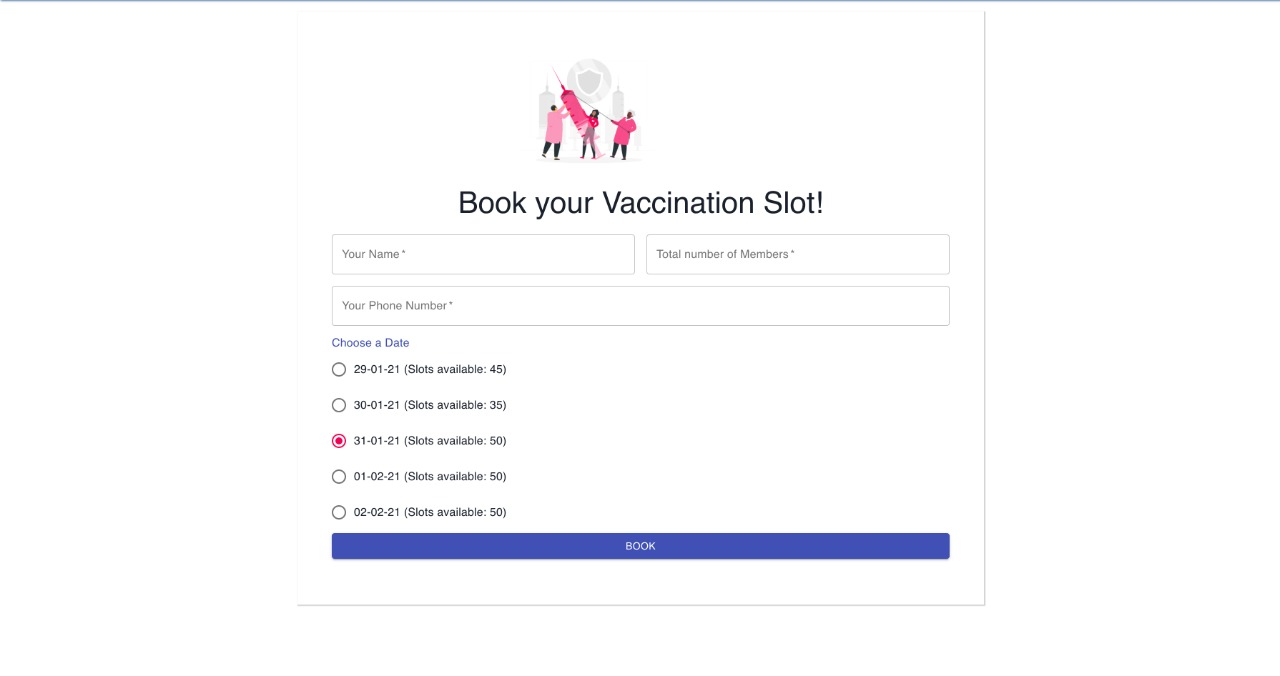 Book your Vaccination Slot!
Your Name *
Total number of Members *
Your Phone Number *
Choose a Date
29-01-21 (Slots available: 45)
30-01-21 (Slots available: 35)
31-01-21 (Slots available: 50)
01-02-21 (Slots available: 50)
02-02-21 (Slots available: 50)
BOOK